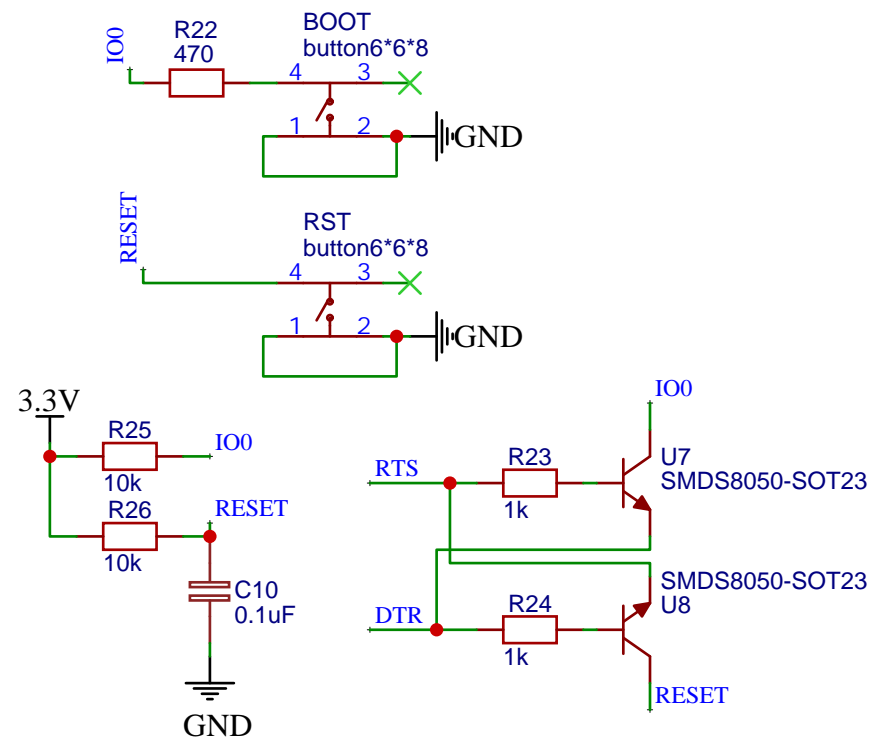 IO0
R22
470
BOOT
button6*6*8
4
3
1
2
GND
RESET
RST
button6*6*8
4
3
1
2
GND
3.3V
R25
10k
IO0
R26
10k
RESET
C10
0.1uF
GND
IO0
RTS
R23
1k
U7
SMDS8050-SOT23
DTR
R24
1k
SMDS8050-SOT23
U8
RESET